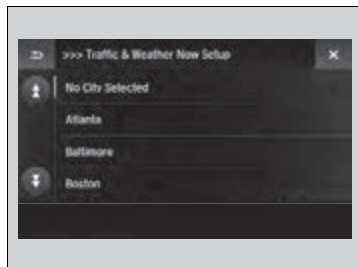 >>> Traffic & Weather Now Setup
No City Selected
Atlanta
Baltimore
Boston